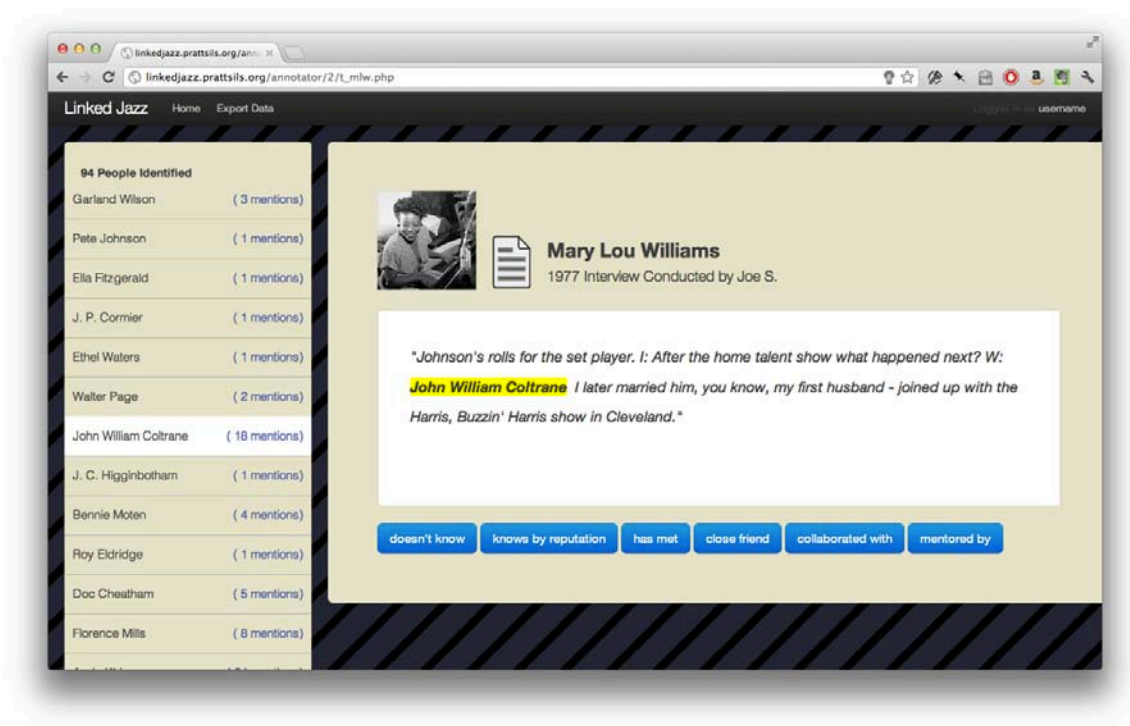 linkedjazz.prattsils.org/ann
linkedjazz.prattsils.org/annotator/2/t_mlw.php
Linked Jazz Home Export Data Logged in as username
94 People Identified
Garland Wilson ( 3 mentions)
Pete Johnson ( 1 mentions)
Ella Fitzgerald ( 1 mentions)
J. P. Cormier ( 1 mentions)
Ethel Waters ( 1 mentions)
Walter Page ( 2 mentions)
John William Coltrane ( 18 mentions)
J. C. Higginbotham ( 1 mentions)
Bennie Moten ( 4 mentions)
Roy Eldridge ( 1 mentions)
Doc Cheatham ( 5 mentions)
Florence Mills ( 8 mentions)
Mary Lou Williams
1977 Interview Conducted by Joe S.
"Johnson's rolls for the set player. I: After the home talent show what happened next? W:
John William Coltrane I later married him, you know, my first husband - joined up with the
Harris, Buzzin' Harris show in Cleveland."
doesn't know knows by reputation has met close friend collaborated with mentored by